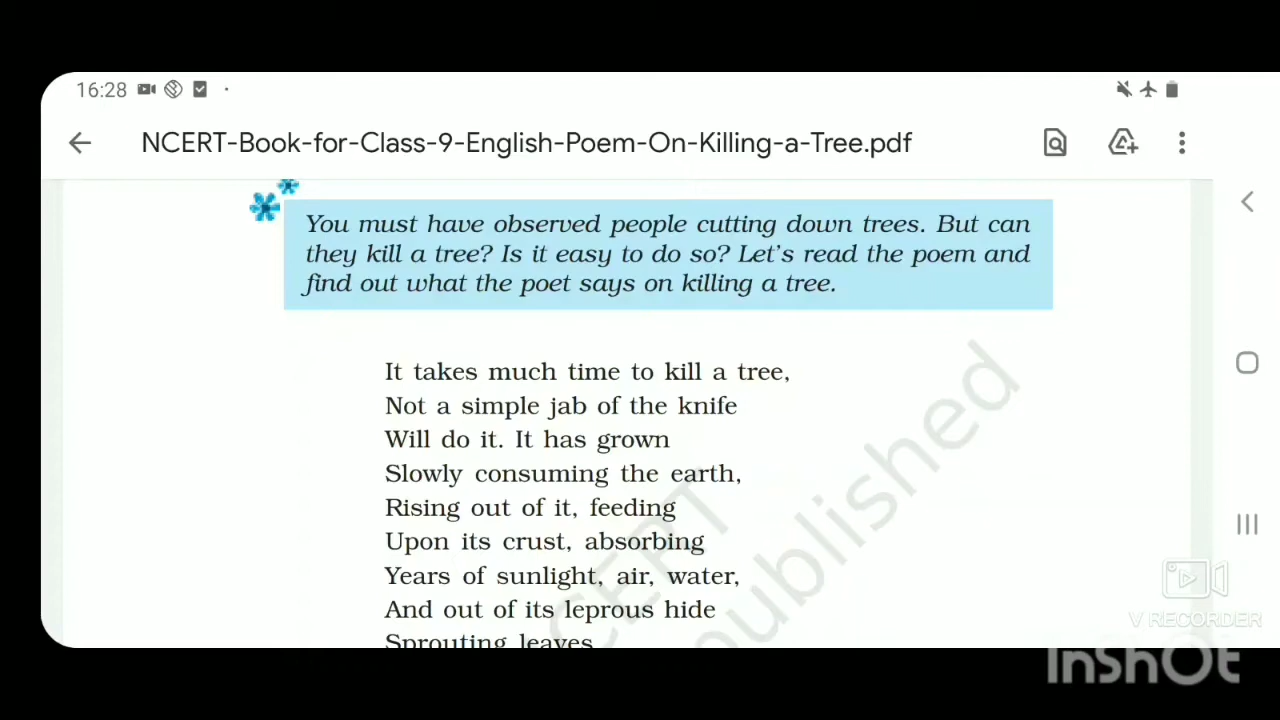 16:28
NCERT-Book-for-Class-9-English-Poem-On-Killing-a-Tree.pdf
You must have observed people cutting down trees. But can
they kill a tree? Is it easy to do so? Let's read the poem and
find out what the poet says on killing a tree.
It takes much time to kill a tree,
Not a simple jab of the knife
Will do it. It has grown
Slowly consuming the earth,
Rising out of it, feeding
Upon its crust, absorbing
Years of sunlight, air, water,
And out of its leprous hide
Sprouting leaves.
CERT
published
V RECORDER
InShOt